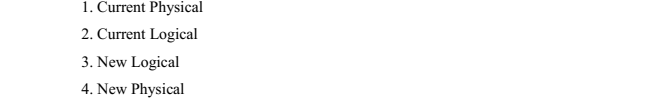 1. Current Physical
2. Current Logical
3. New Logical
4. New Physical